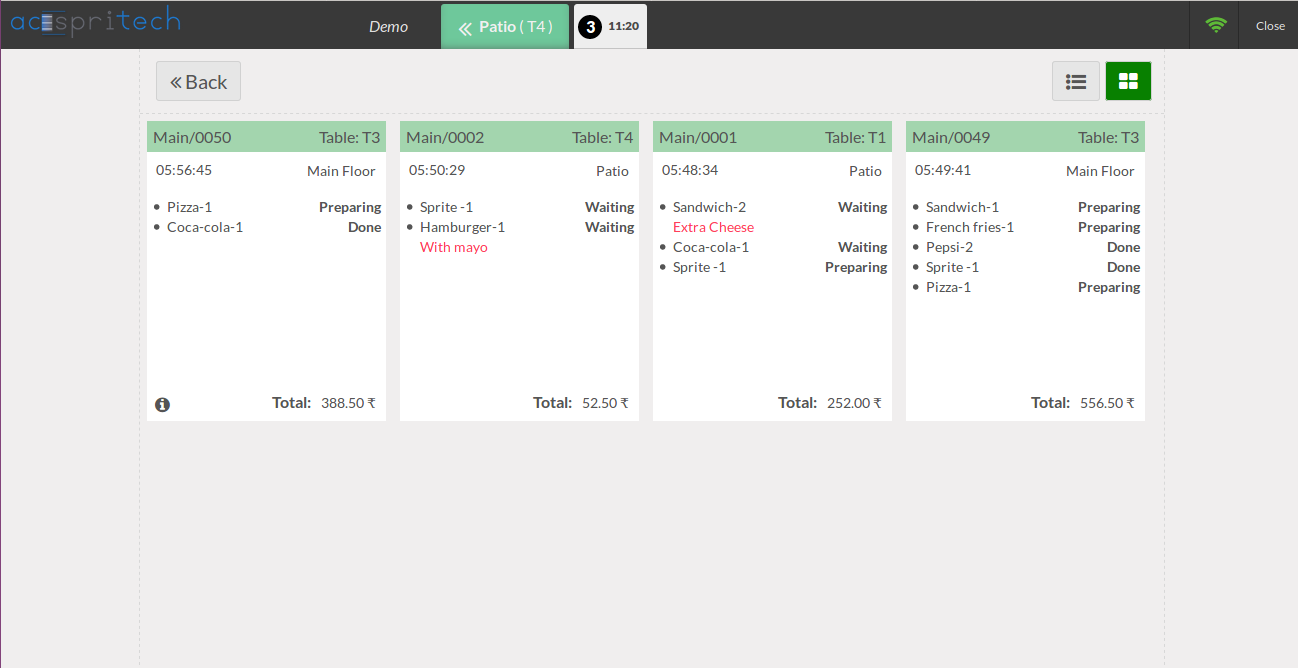 acespritech Demo Patio ( T4 ) 3 11:20 Close
Back
Main/0050 Table: T3
05:56:45 Main Floor
Pizza-1 Preparing
Coca-cola-1 Done
Total: 388.50 ₹
Main/0002 Table: T4
05:50:29 Patio
Sprite -1 Waiting
Hamburger-1 Waiting
With mayo
Total: 52.50 ₹
Main/0001 Table: T1
05:48:34 Patio
Sandwich-2 Waiting
Extra Cheese
Coca-cola-1 Waiting
Sprite -1 Preparing
Total: 252.00 ₹
Main/0049 Table: T3
05:49:41 Main Floor
Sandwich-1 Preparing
French fries-1 Preparing
Pepsi-2 Done
Sprite -1 Done
Pizza-1 Preparing
Total: 556.50 ₹